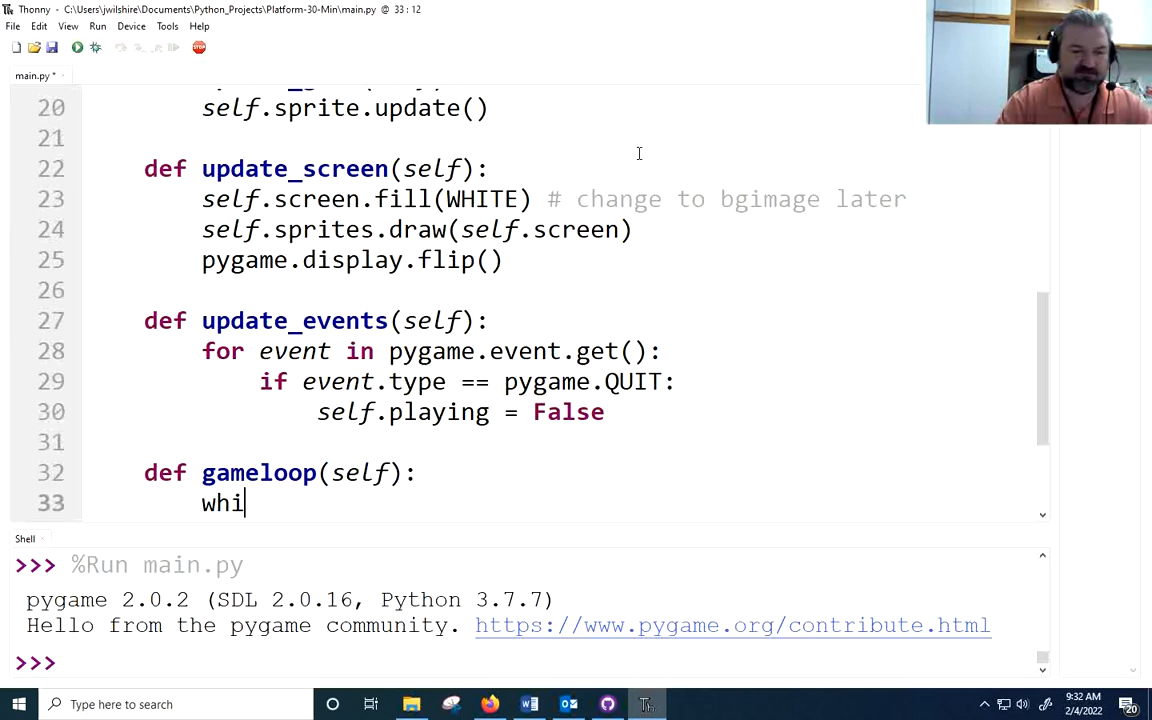 Thonny - C:\Users\jwilshire\Documents\Python_Projects\Platform-30-Min\main.py @ 33 : 12
File Edit View Run Device Tools Help
STOP
main.py *
20 self.sprite.update()
21
22 def update_screen(self):
23 self.screen.fill(WHITE) # change to bgimage later
24 self.sprites.draw(self.screen)
25 pygame.display.flip()
26
27 def update_events(self):
28 for event in pygame.event.get():
29 if event.type == pygame.QUIT:
30 self.playing = False
31
32 def gameloop(self):
33 whi
Shell
>>> %Run main.py
pygame 2.0.2 (SDL 2.0.16, Python 3.7.7)
Hello from the pygame community. https://www.pygame.org/contribute.html
>>>
Type here to search
9:32 AM
2/4/2022
20